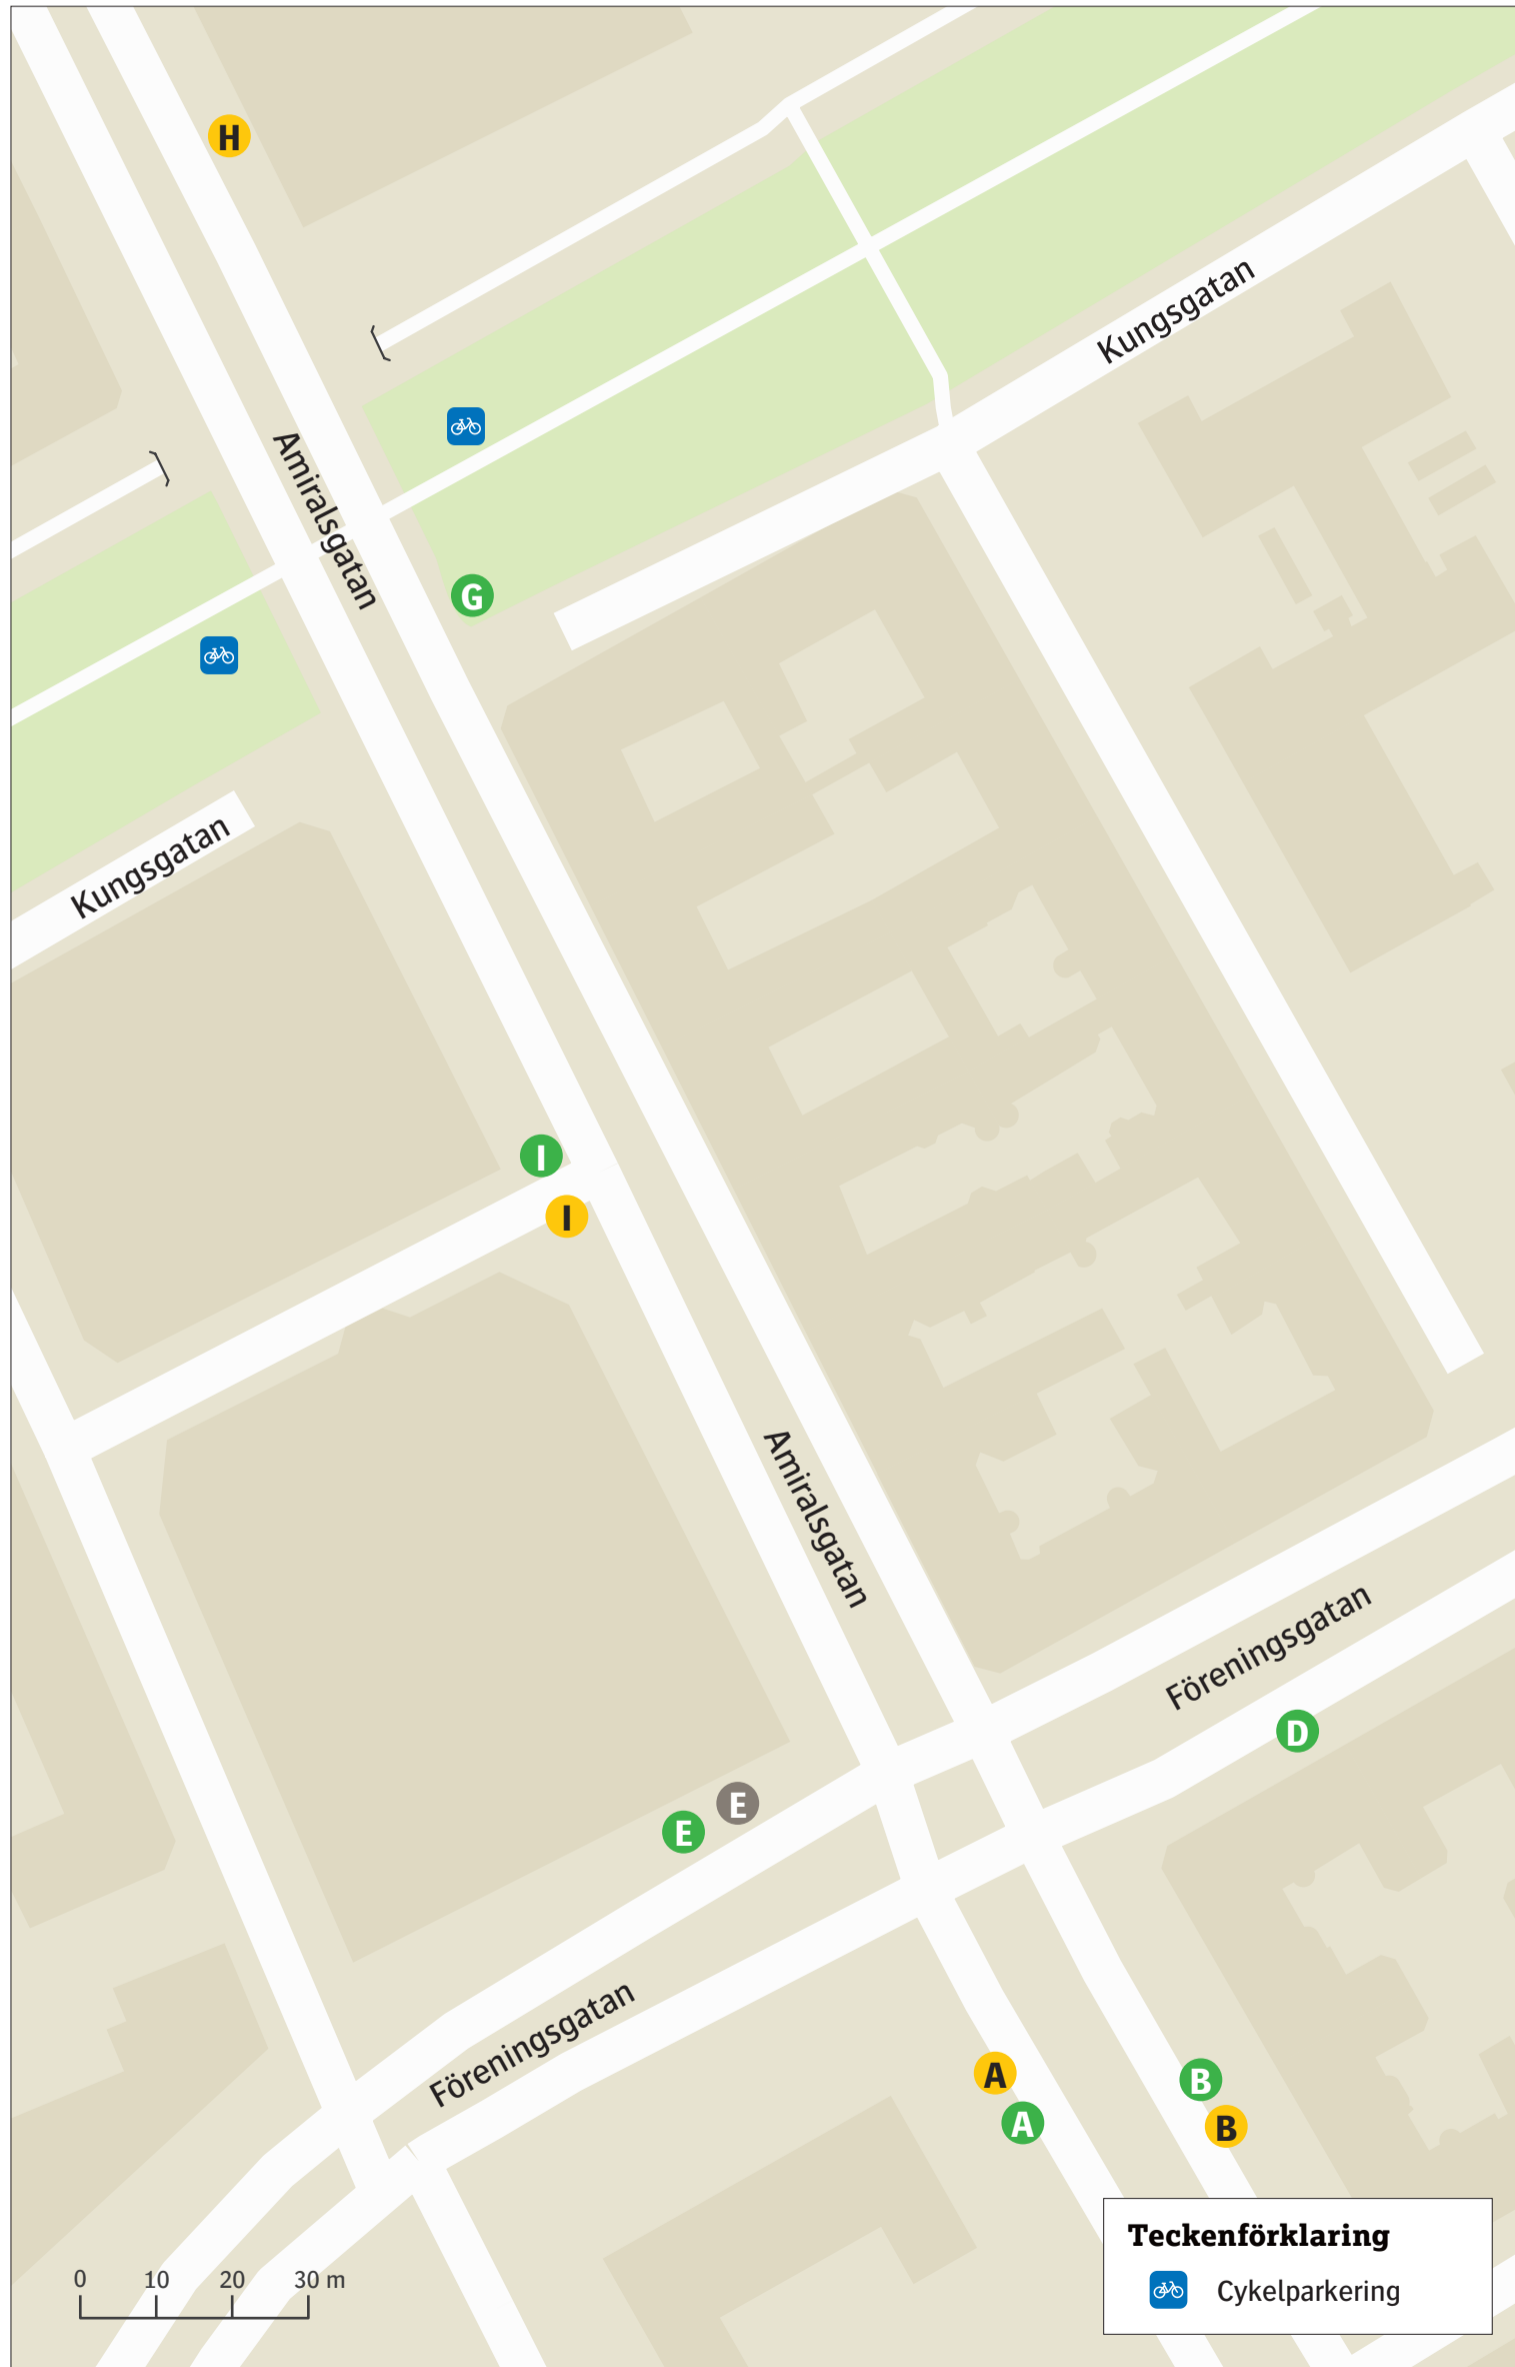 H
Kungsgatan
Amiralsgatan
G
Kungsgatan
I
I
Amiralsgatan
Föreningsgatan
D
E
E
Föreningsgatan
A
B
A
B
Teckenförklaring
Cykelparkering
0 10 20 30 m